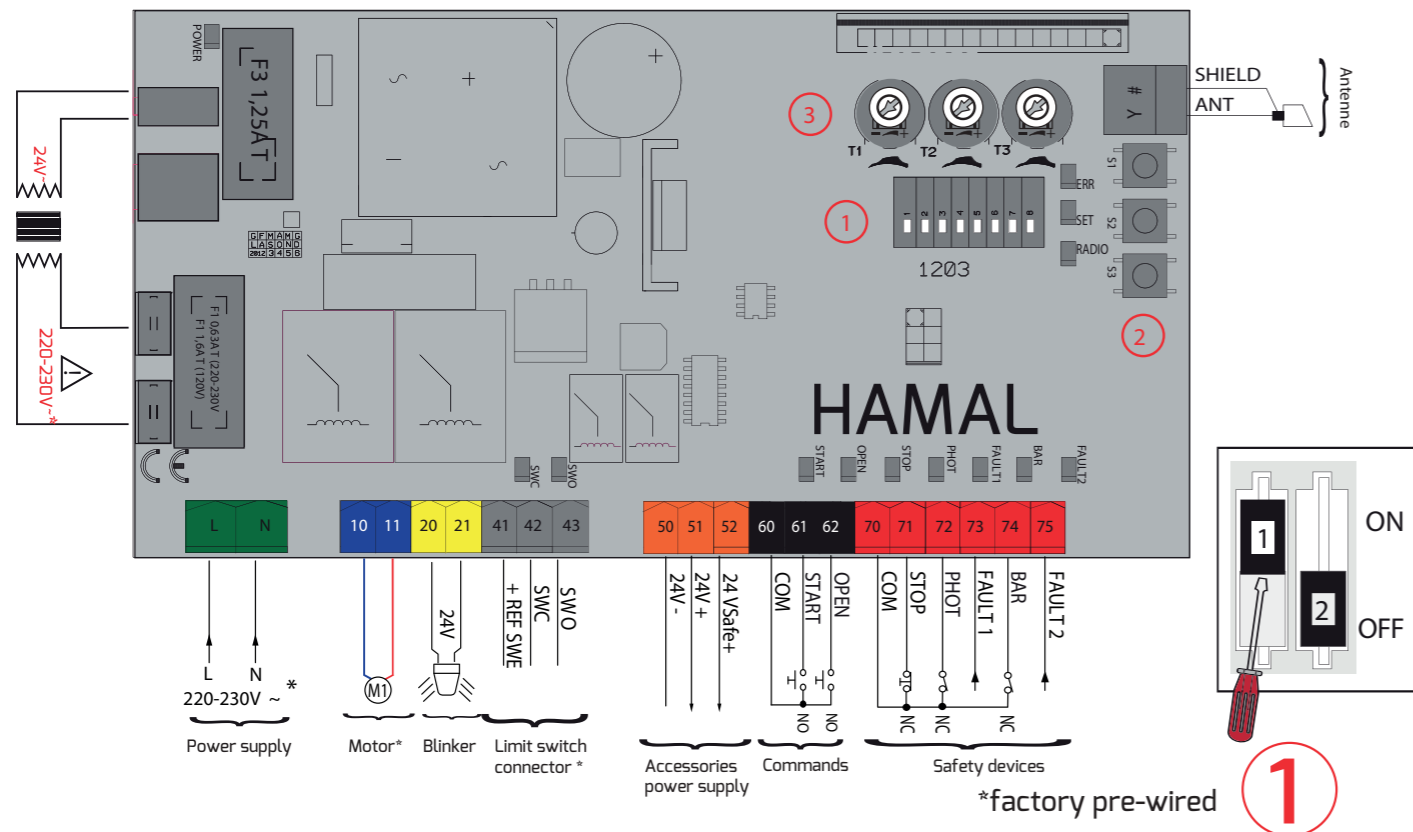 POWER
F3 1,25A T
24V~
220-230V~*
F1 0,63A T (220-230V
F1 1,6A T (120V)
G F M A M G
L A S O N D
2012 3 4 5 6
CE
3
T1 T2 T3
1
1 2 3 4 5 6 7 8
1203
ERR
SET
RADIO
Y #
SHIELD
ANT
Antenne
S1
S2
S3
2
HAMAL
SWC
SWO
START
OPEN
STOP
PHOT
FAULT1
BAR
FAULT2
L N
10 11
20 21
41 42 43
50 51 52
60 61 62
70 71 72 73 74 75
L N
220-230V ~ *
Power supply
M1
Motor*
24V
Blinker
+ REF SWE
SWC
SWO
Limit switch
connector *
24V -
24V +
24 VSafe+
Accessories
power supply
COM
START
OPEN
NO
NO
Commands
COM
STOP
PHOT
FAULT 1
BAR
FAULT 2
NC
NC
NC
Safety devices
*factory pre-wired
1
2
ON
OFF
1